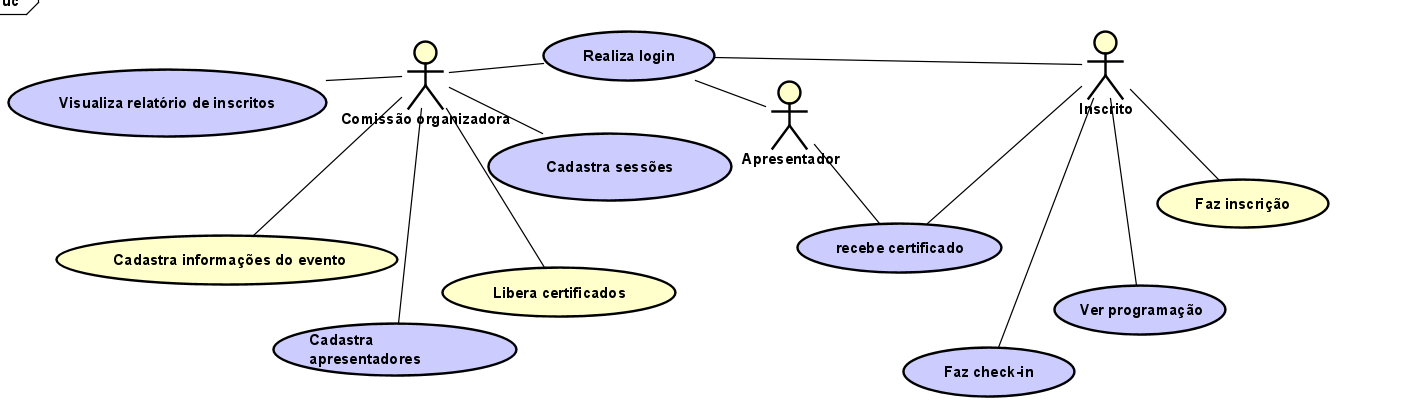 uc
Realiza login
Visualiza relatório de inscritos
Comissão organizadora
Inscrito
Apresentador
Cadastra sessões
Faz inscrição
recebe certificado
Cadastra informações do evento
Libera certificados
Ver programação
Cadastra
apresentadores
Faz check-in